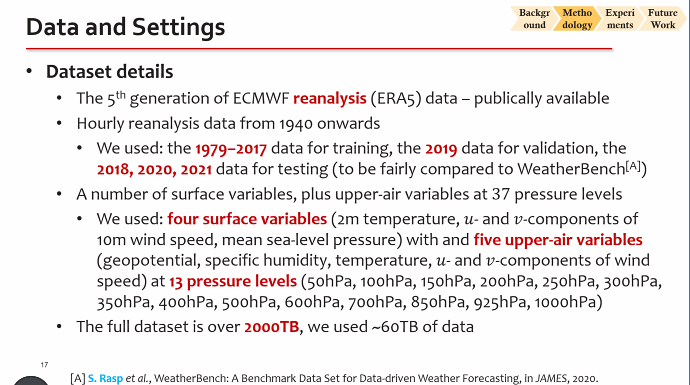 Data and Settings
Backgr
ound
Metho
dology
Experi
ments
Future
Work
• Dataset details
• The 5th generation of ECMWF reanalysis (ERA5) data – publically available
• Hourly reanalysis data from 1940 onwards
• We used: the 1979–2017 data for training, the 2019 data for validation, the
2018, 2020, 2021 data for testing (to be fairly compared to WeatherBench[A])
• A number of surface variables, plus upper-air variables at 37 pressure levels
• We used: four surface variables (2m temperature, u- and v-components of
10m wind speed, mean sea-level pressure) with and five upper-air variables
(geopotential, specific humidity, temperature, u- and v-components of wind
speed) at 13 pressure levels (50hPa, 100hPa, 150hPa, 200hPa, 250hPa, 300hPa,
350hPa, 400hPa, 500hPa, 600hPa, 700hPa, 850hPa, 925hPa, 1000hPa)
• The full dataset is over 2000TB, we used ~60TB of data
17
[A] S. Rasp et al., WeatherBench: A Benchmark Data Set for Data-driven Weather Forecasting, in JAMES, 2020.